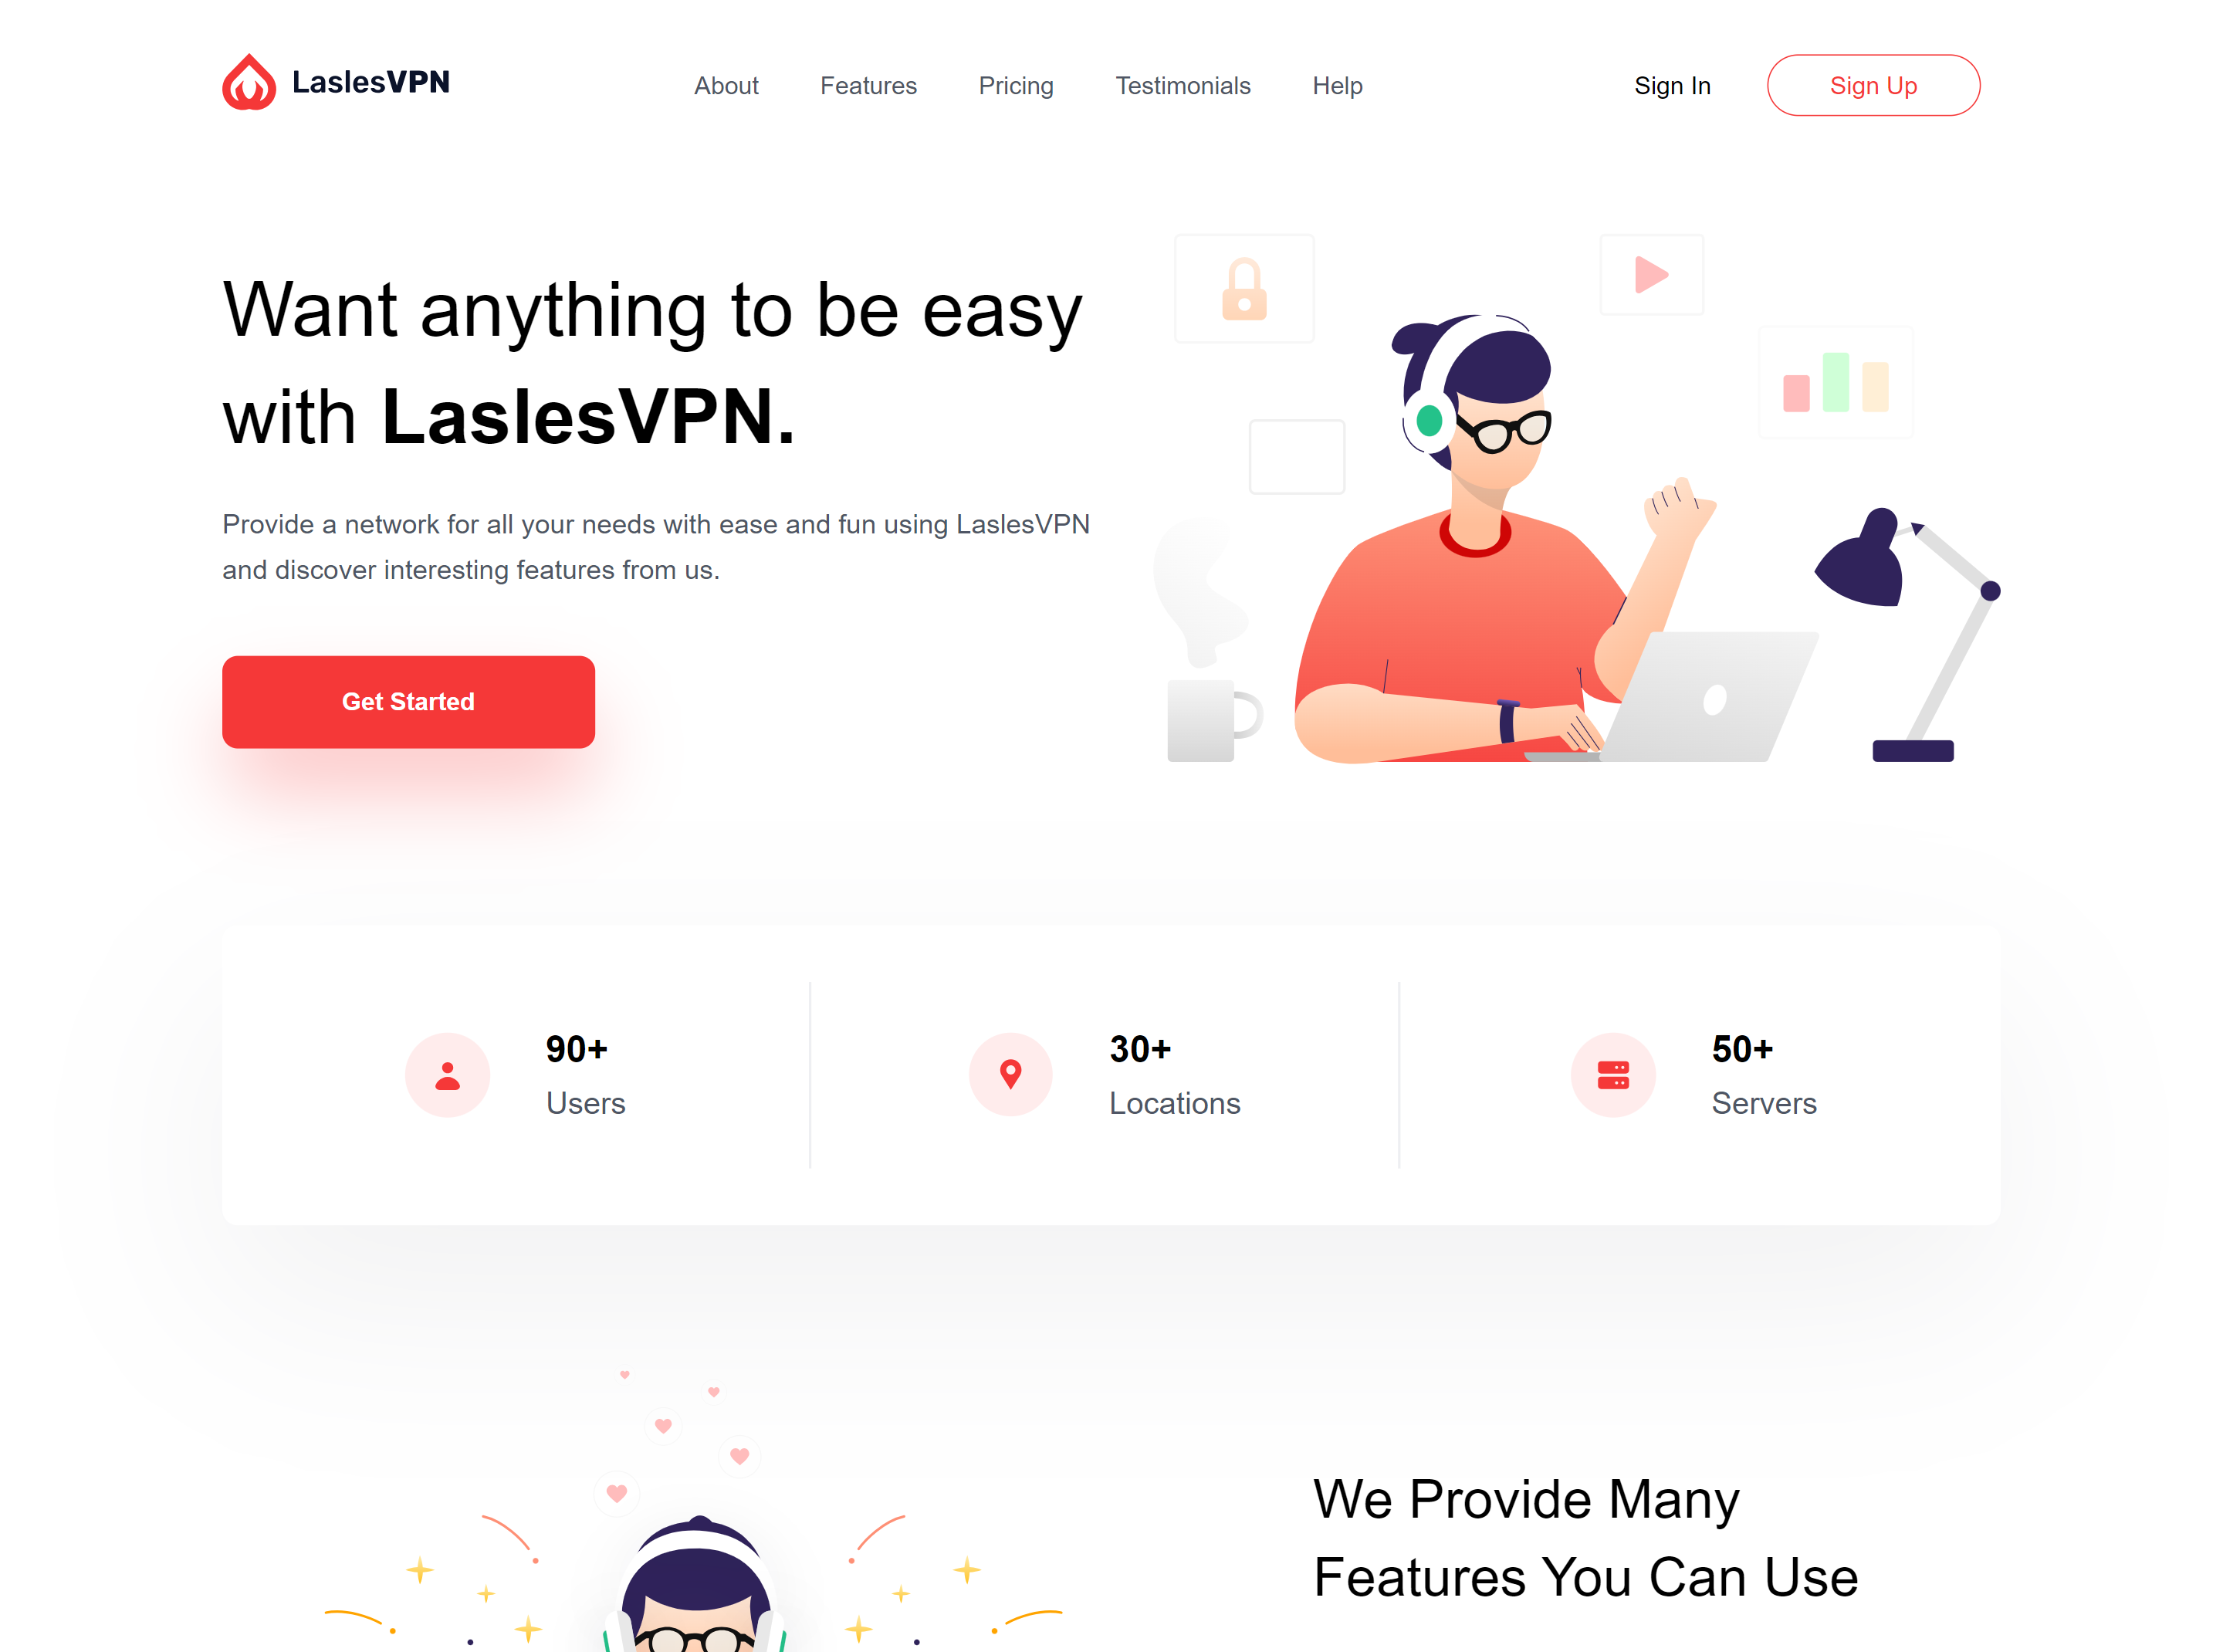 LaslesVPN
About Features Pricing Testimonials Help
Sign In Sign Up
Want anything to be easy
with LaslesVPN.
Provide a network for all your needs with ease and fun using LaslesVPN
and discover interesting features from us.
Get Started
90+
Users
30+
Locations
50+
Servers
We Provide Many
Features You Can Use